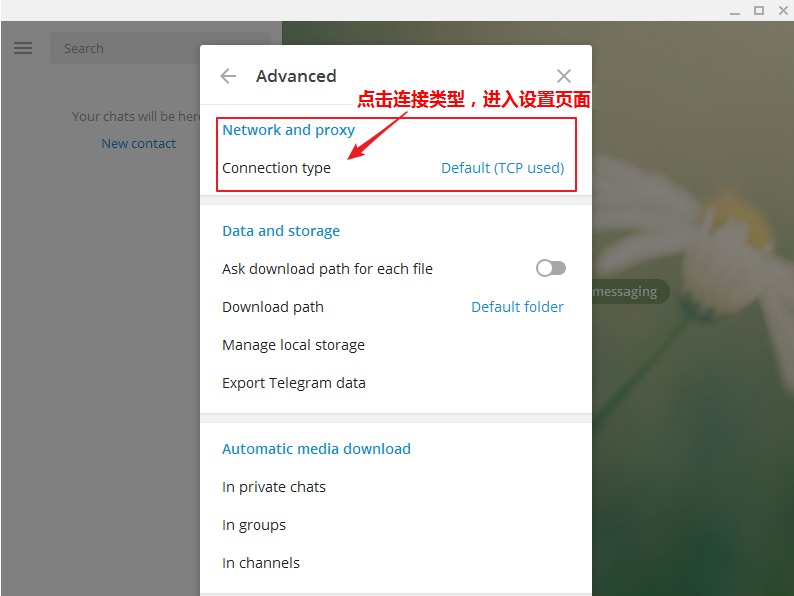 Search
Advanced
点击连接类型，进入设置页面
Your chats will be here
New contact
Network and proxy
Connection type Default (TCP used)
Data and storage
Ask download path for each file
Download path Default folder
messaging
Manage local storage
Export Telegram data
Automatic media download
In private chats
In groups
In channels